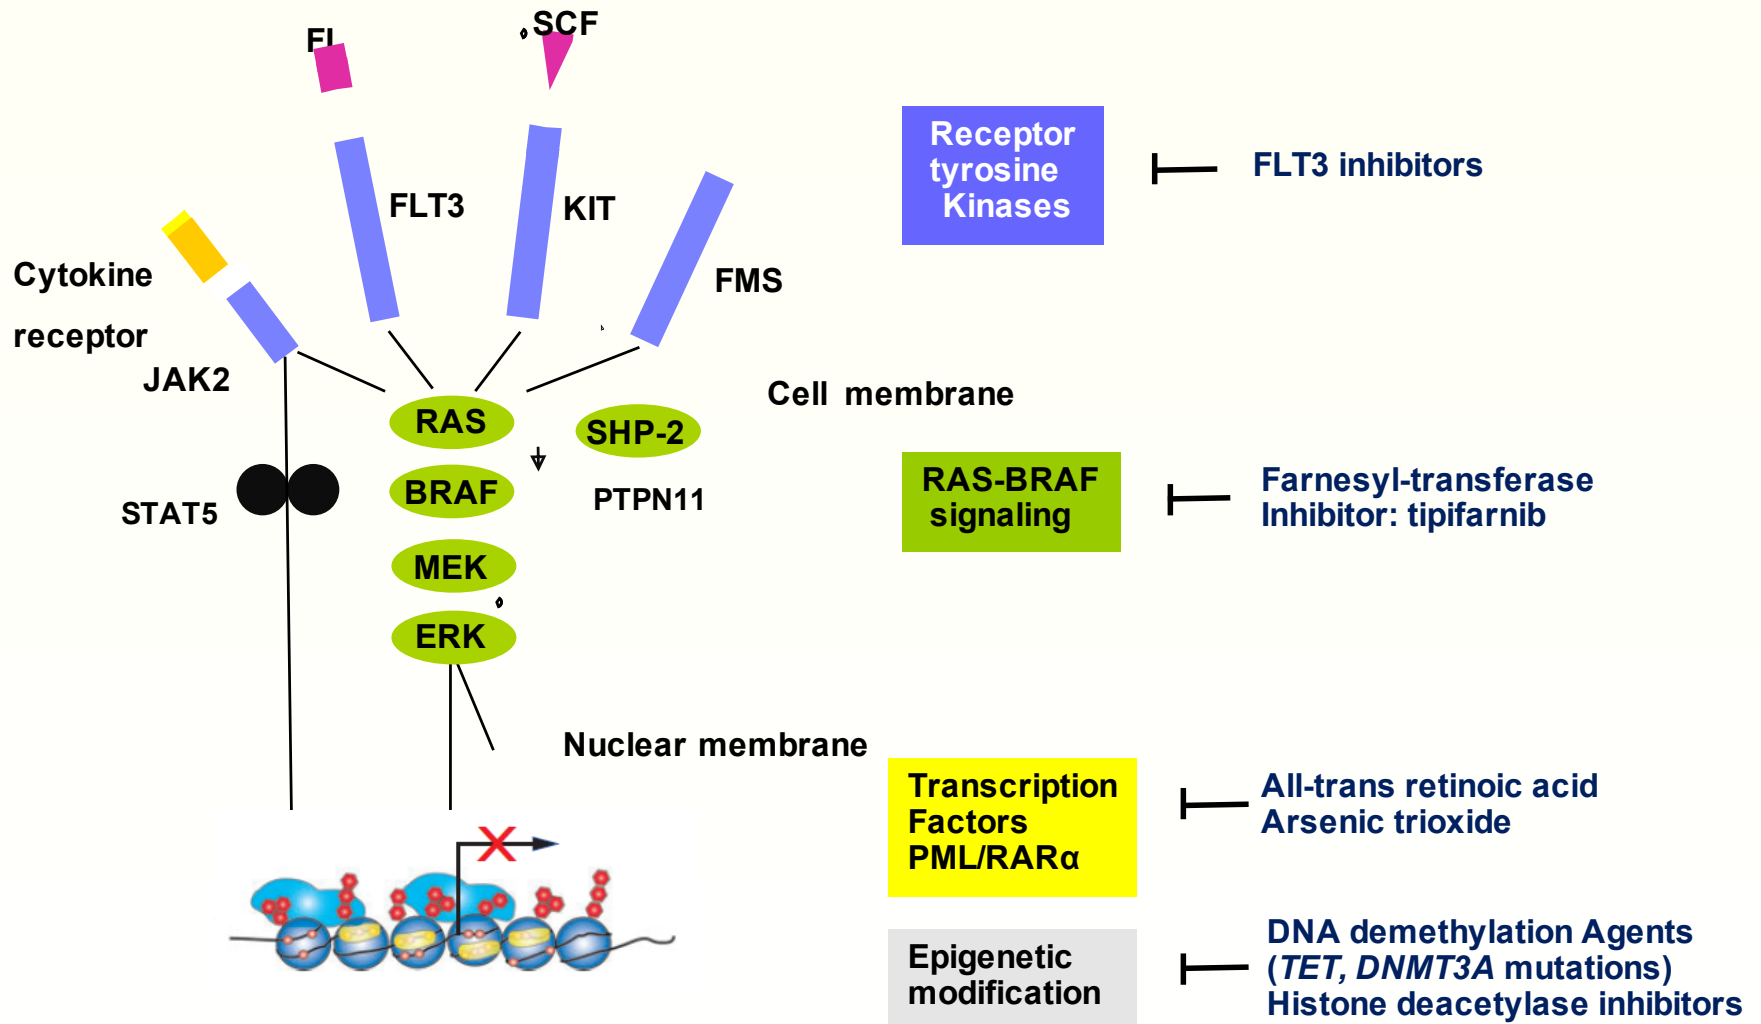 FL
SCF
FLT3
KIT
FMS
Cytokine
receptor
JAK2
STAT5
RAS
BRAF
MEK
ERK
SHP-2
PTPN11
Cell membrane
Nuclear membrane
Receptor
tyrosine
Kinases
FLT3 inhibitors
RAS-BRAF
signaling
Farnesyl-transferase
Inhibitor: tipifarnib
Transcription
Factors
PML/RARα
All-trans retinoic acid
Arsenic trioxide
Epigenetic
modification
DNA demethylation Agents
(TET, DNMT3A mutations)
Histone deacetylase inhibitors